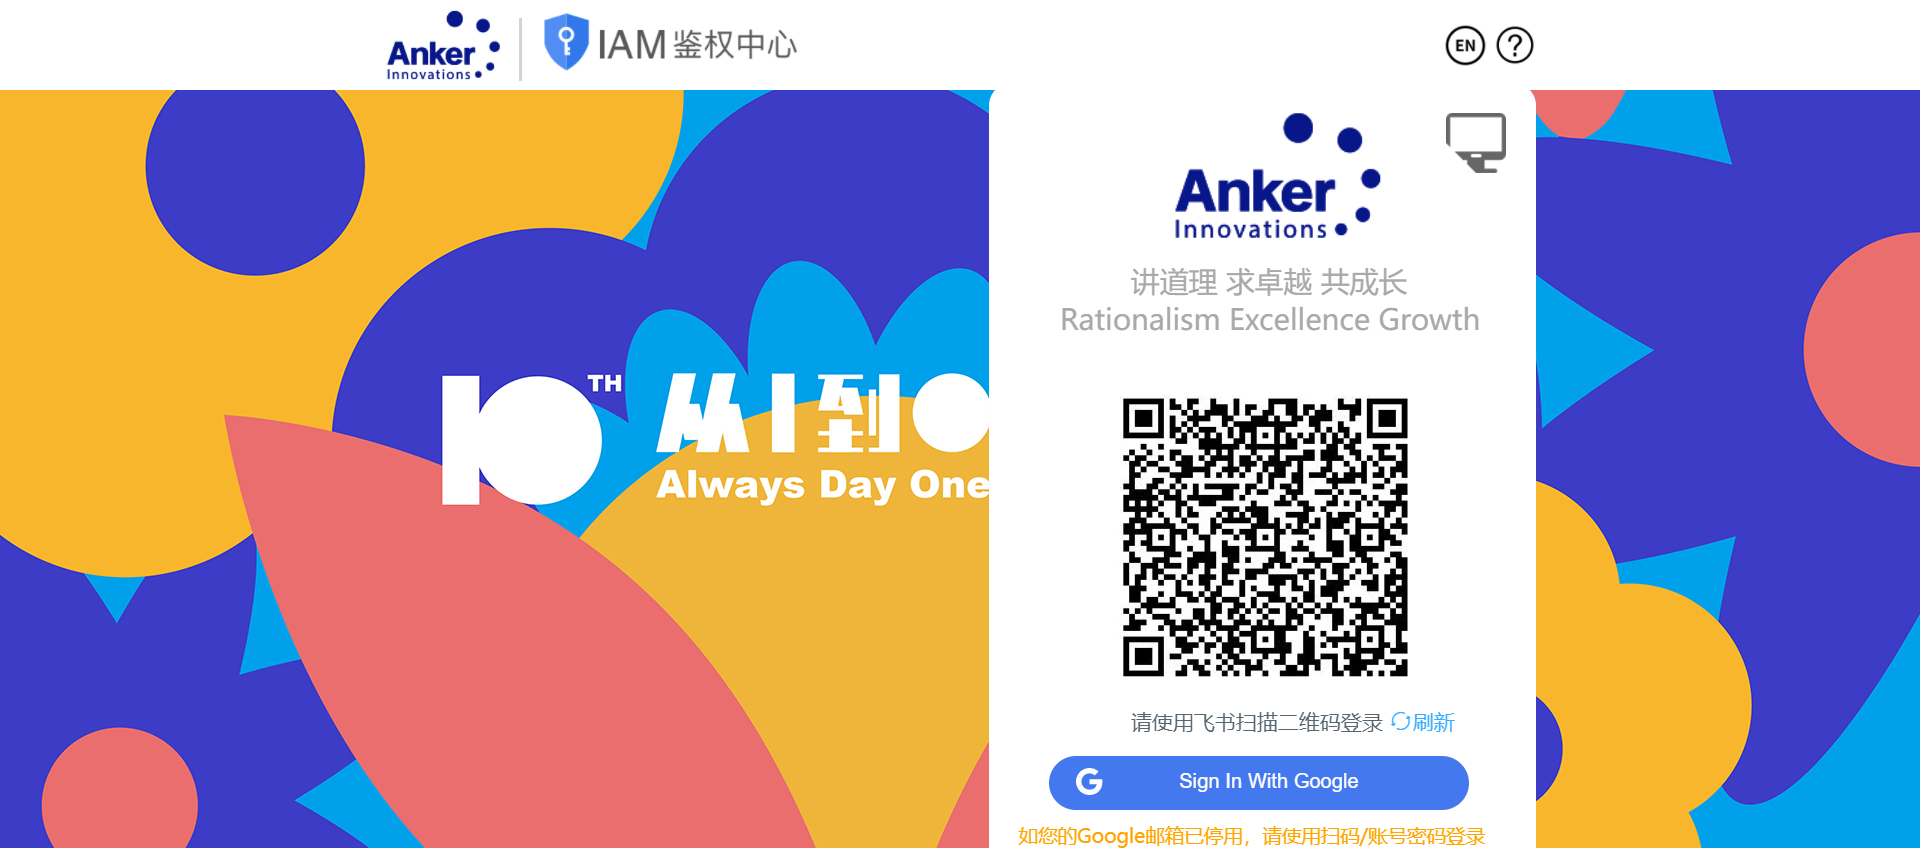 Anker
Innovations
IAM 鉴权中心
EN
?
10TH
从1到0
Always Day One
Anker
Innovations
讲道理 求卓越 共成长
Rationalism Excellence Growth
请使用飞书扫描二维码登录 刷新
G Sign In With Google
如您的Google邮箱已停用，请使用扫码/账号密码登录